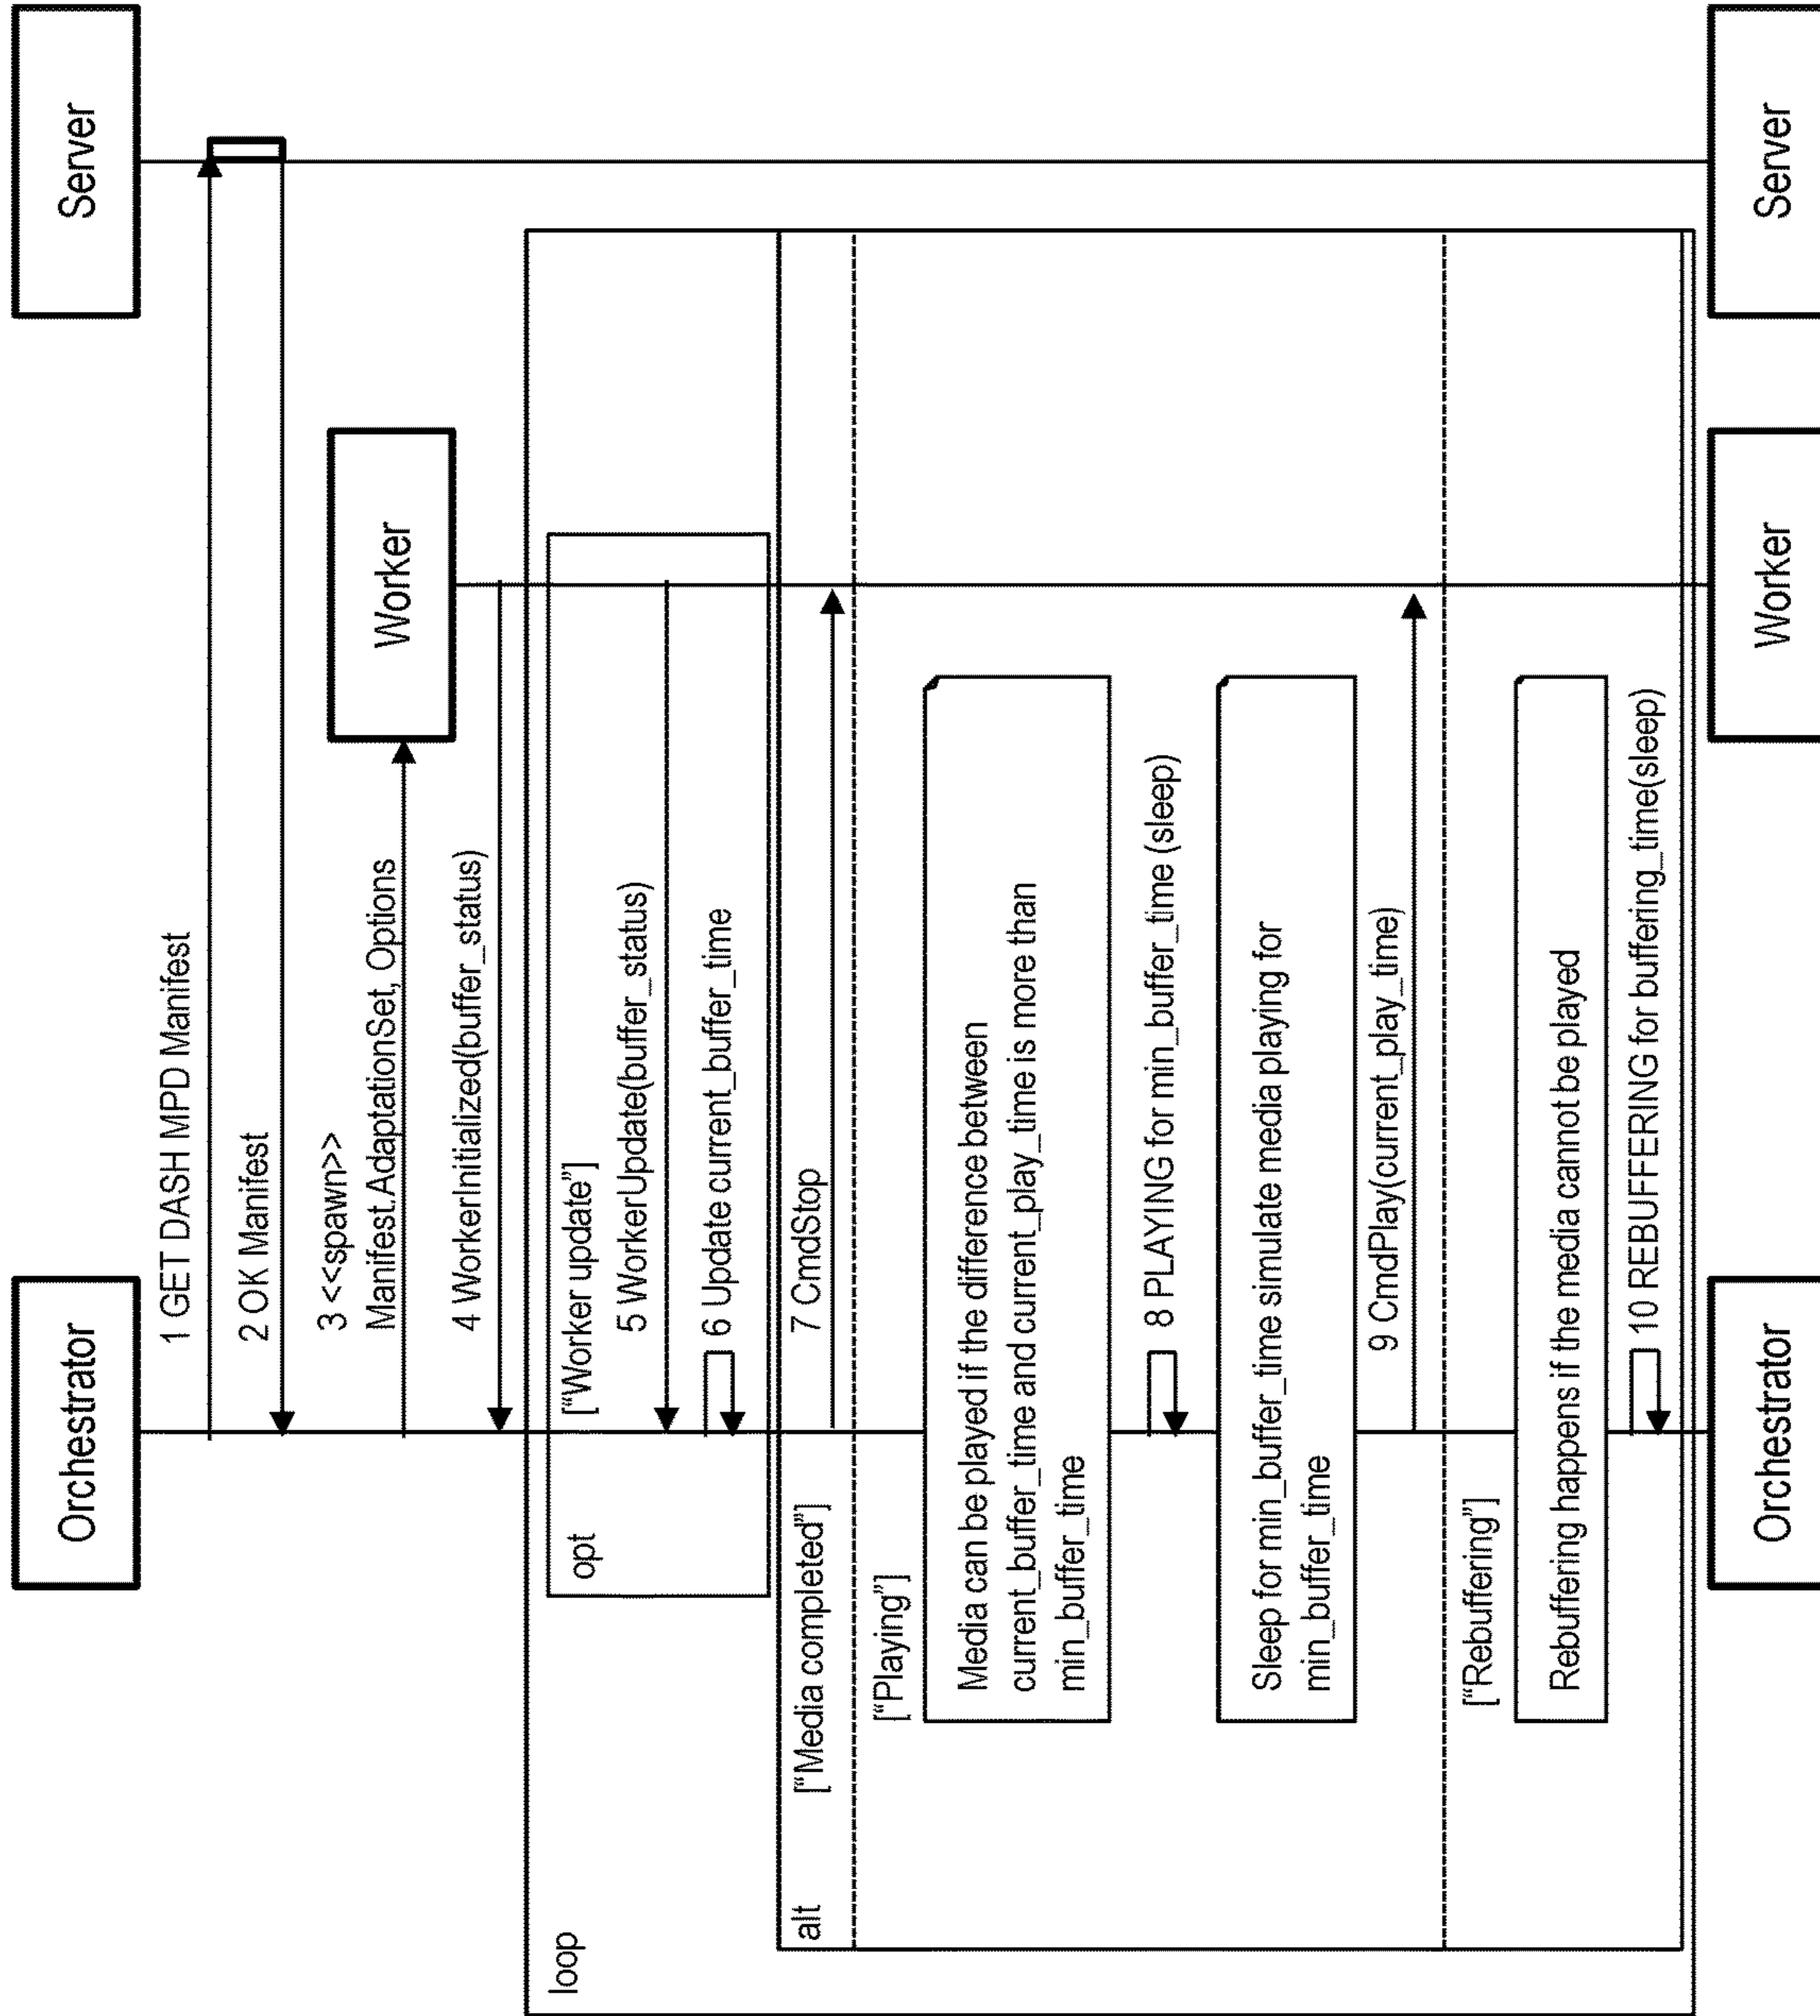 Orchestrator
Server
1 GET DASH MPD Manifest
2 OK Manifest
3 <<spawn>>
Manifest.AdaptationSet, Options
Worker
4 WorkerInitialized(buffer_status)
loop
opt
["Worker update"]
5 WorkerUpdate(buffer_status)
6 Update current_buffer_time
alt
["Media completed"]
7 CmdStop
["Playing"]
Media can be played if the difference between
current_buffer_time and current_play_time is more than
min_buffer_time
8 PLAYING for min_buffer_time (sleep)
Sleep for min_buffer_time simulate media playing for
min_buffer_time
9 CmdPlay(current_play_time)
["Rebuffering"]
Rebuffering happens if the media cannot be played
10 REBUFFERING for buffering_time(sleep)
Orchestrator
Worker
Server